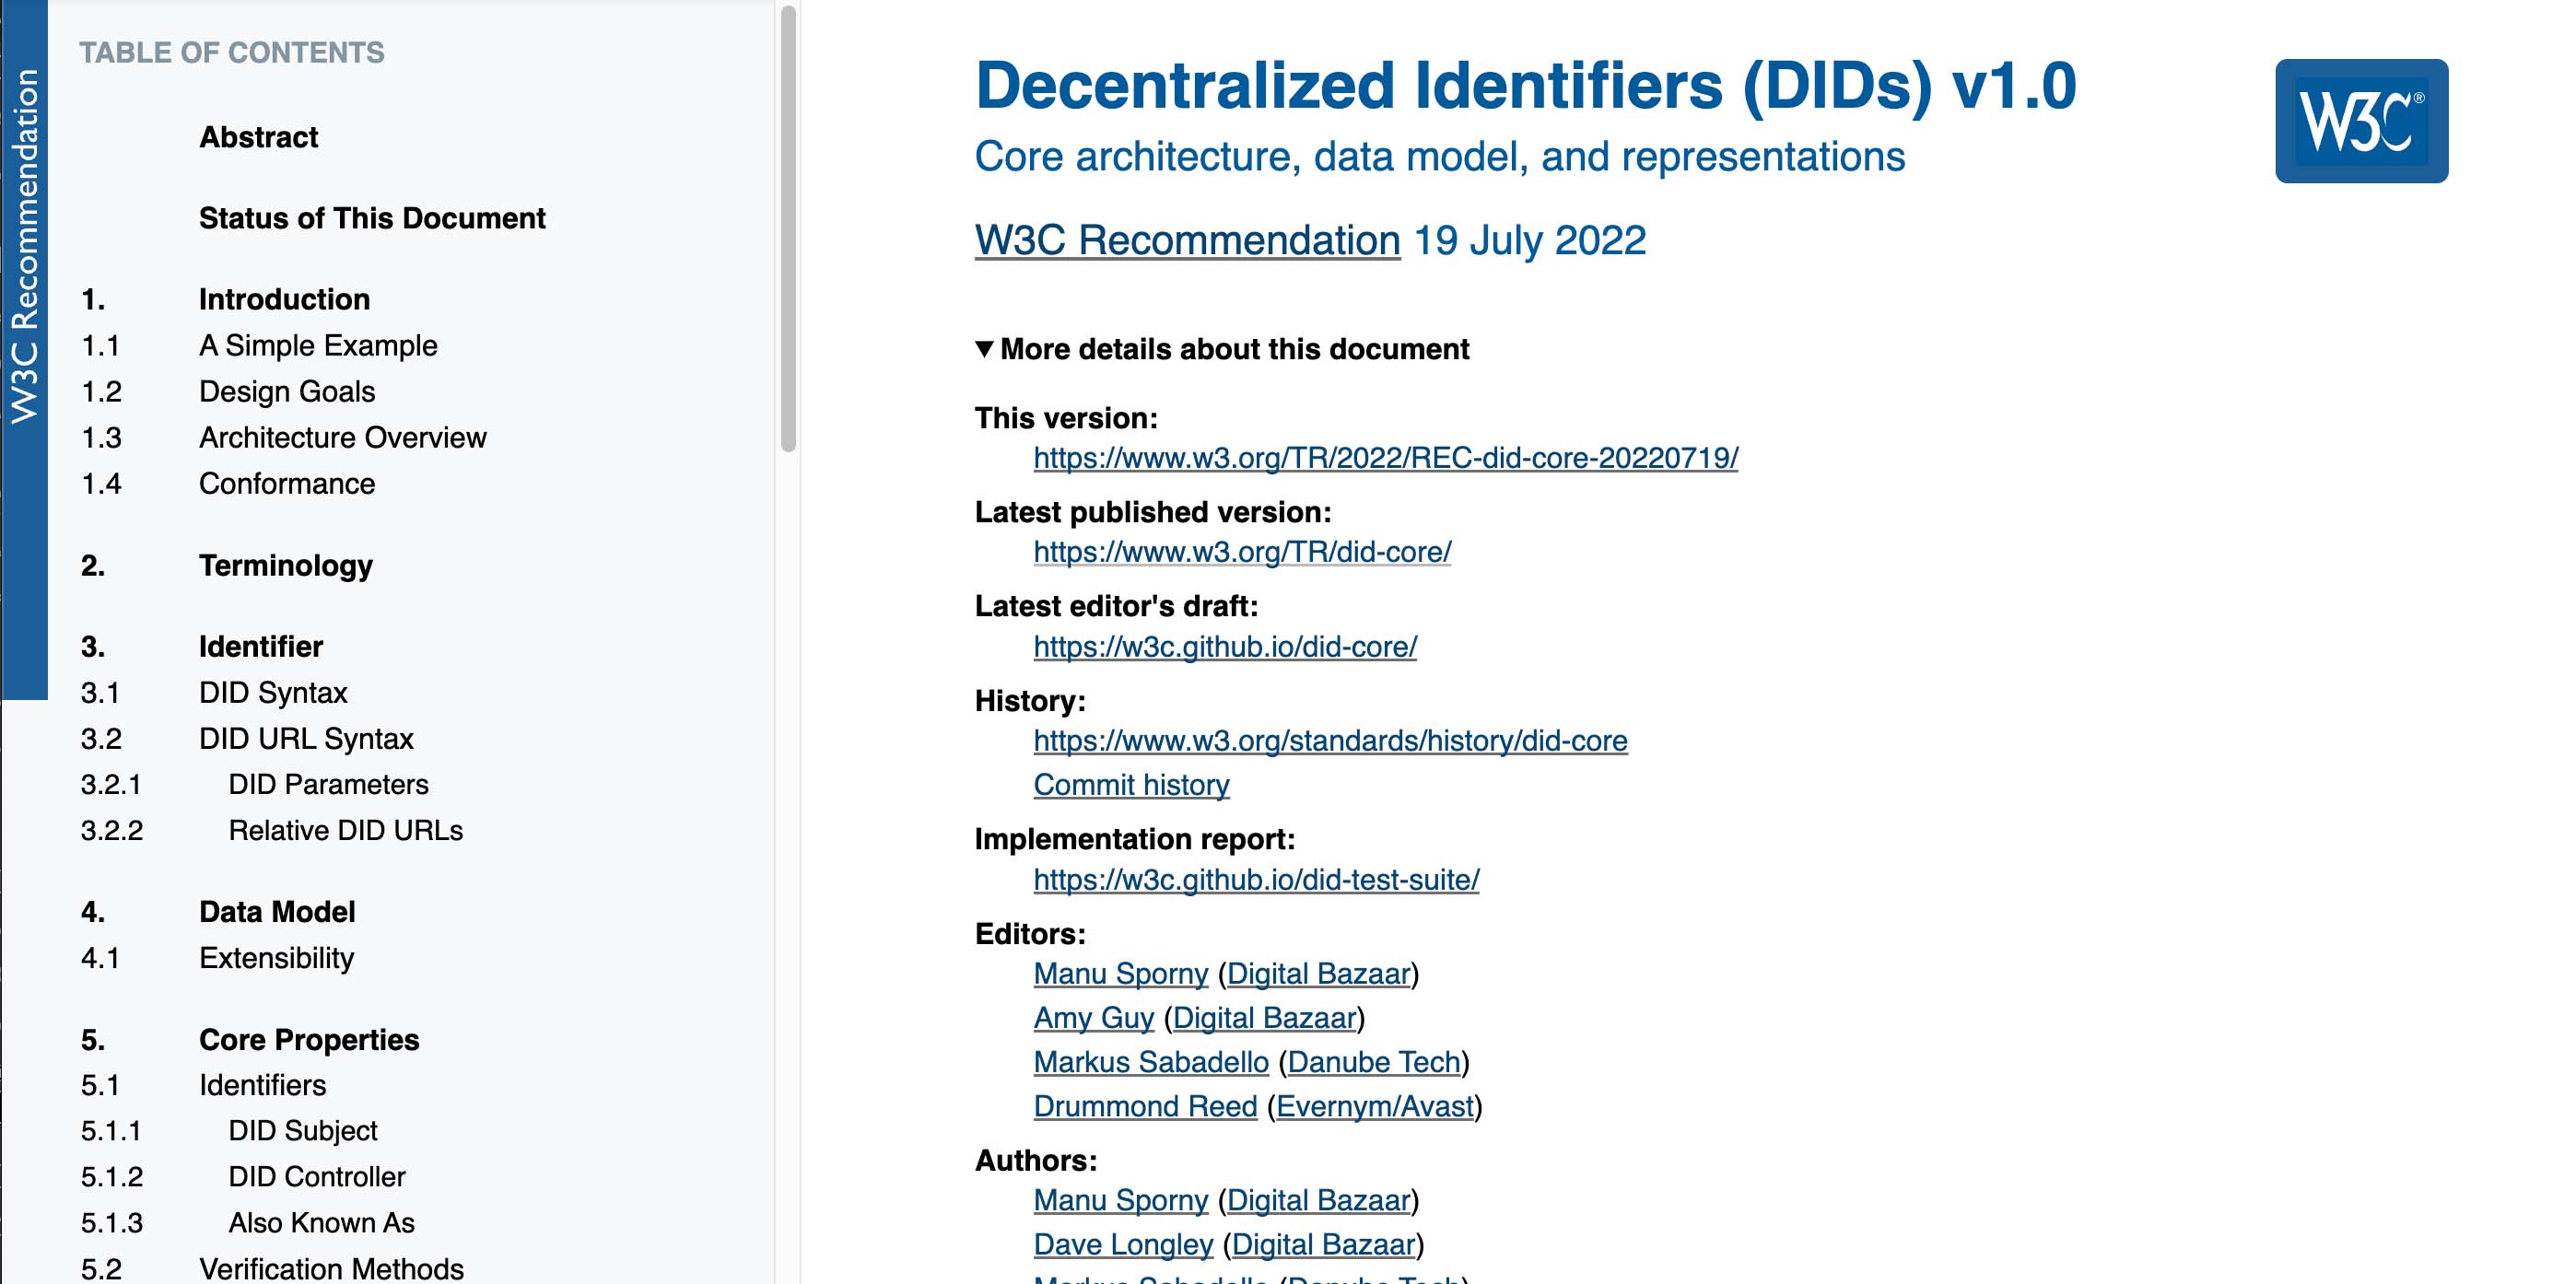 W3C Recommendation
TABLE OF CONTENTS
Abstract
Status of This Document
1. Introduction
1.1 A Simple Example
1.2 Design Goals
1.3 Architecture Overview
1.4 Conformance
2. Terminology
3. Identifier
3.1 DID Syntax
3.2 DID URL Syntax
3.2.1 DID Parameters
3.2.2 Relative DID URLs
4. Data Model
4.1 Extensibility
5. Core Properties
5.1 Identifiers
5.1.1 DID Subject
5.1.2 DID Controller
5.1.3 Also Known As
5.2 Verification Methods
Decentralized Identifiers (DIDs) v1.0
W3C®
Core architecture, data model, and representations
W3C Recommendation 19 July 2022
▼ More details about this document
This version:
https://www.w3.org/TR/2022/REC-did-core-20220719/
Latest published version:
https://www.w3.org/TR/did-core/
Latest editor's draft:
https://w3c.github.io/did-core/
History:
https://www.w3.org/standards/history/did-core
Commit history
Implementation report:
https://w3c.github.io/did-test-suite/
Editors:
Manu Sporny (Digital Bazaar)
Amy Guy (Digital Bazaar)
Markus Sabadello (Danube Tech)
Drummond Reed (Evernym/Avast)
Authors:
Manu Sporny (Digital Bazaar)
Dave Longley (Digital Bazaar)
Markus Sabadello (Danube Tech)